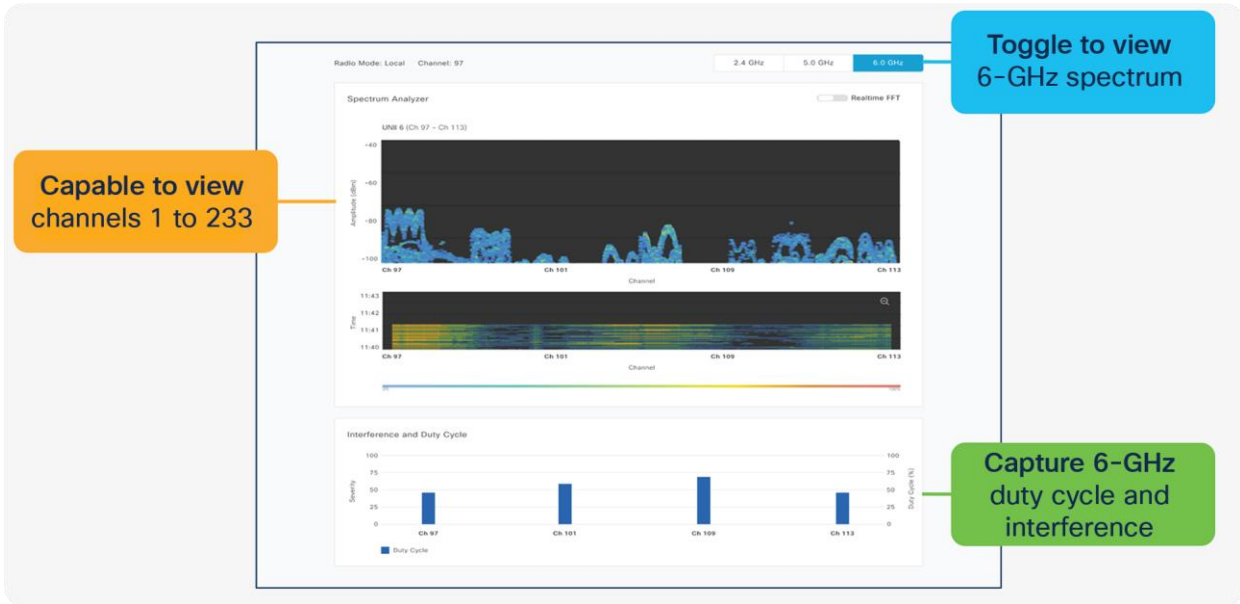 Toggle to view
6-GHz spectrum
Radio Mode: Local Channel: 97
2.4 GHz 5.0 GHz 6.0 GHz
Spectrum Analyzer
Realtime FFT
UNII 6 (Ch 97 - Ch 113)
Capable to view
channels 1 to 233
Amplitude (dBm)
-40
-60
-80
-100
Ch 97 Ch 101 Ch 109 Ch 113
Channel
Time
11:43
11:42
11:41
11:40
Ch 97 Ch 101 Ch 109 Ch 113
Channel
0% 100%
Interference and Duty Cycle
Severity
100
75
50
25
0
100
75
50
25
0
Duty Cycle (%)
Ch 97 Ch 101 Ch 109 Ch 113
Duty Cycle
Capture 6-GHz
duty cycle and
interference